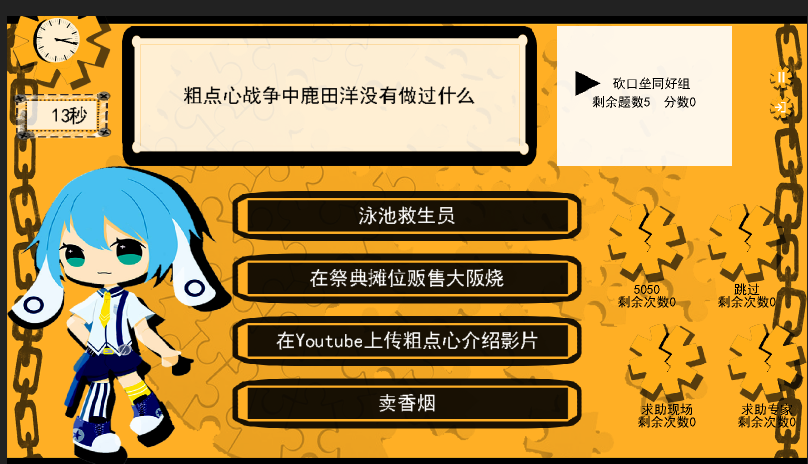 粗点心战争中鹿田洋没有做过什么
砍口垒同好组
剩余题数5 分数0
13秒
泳池救生员
在祭典摊位贩售大阪烧
在Youtube上传粗点心介绍影片
卖香烟
5050
剩余次数0
跳过
剩余次数0
求助现场
剩余次数0
求助专家
剩余次数0